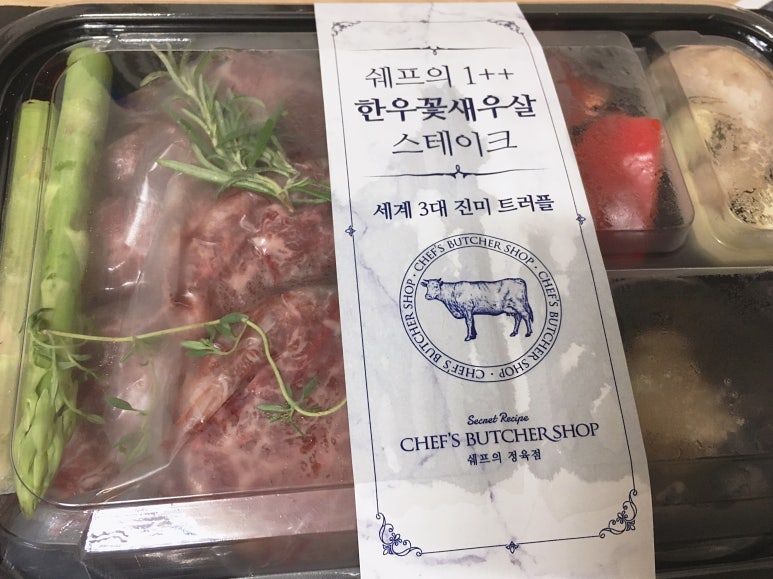 쉐프의 1++
한우꽃새우살
스테이크
세계 3대 진미 트러플
CHEF'S BUTCHER SHOP · CHEF'S BUTCHER SHOP · CHEF'S BUTCHER SHOP ·
Secret Recipe
CHEF'S BUTCHER SHOP
쉐프의 정육점